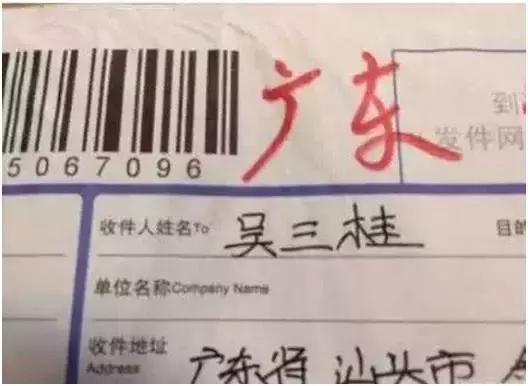 5067096
广东
到
发件网
收件人姓名To 吴三桂
目的
单位名称Company Name
收件地址
Address
广东省 汕头市